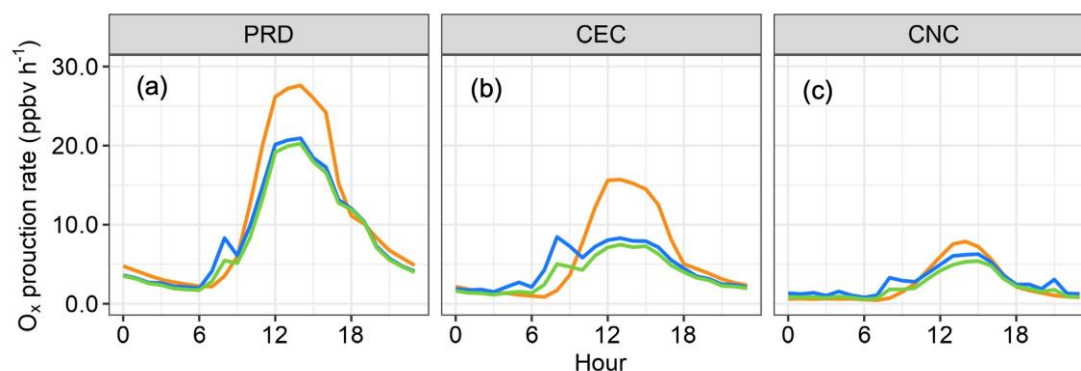 PRD CEC CNC
Oₓ prouction rate (ppbv h⁻¹)
30.0
20.0
10.0
0.0
(a) (b) (c)
0 6 12 18 0 6 12 18 0 6 12 18
Hour